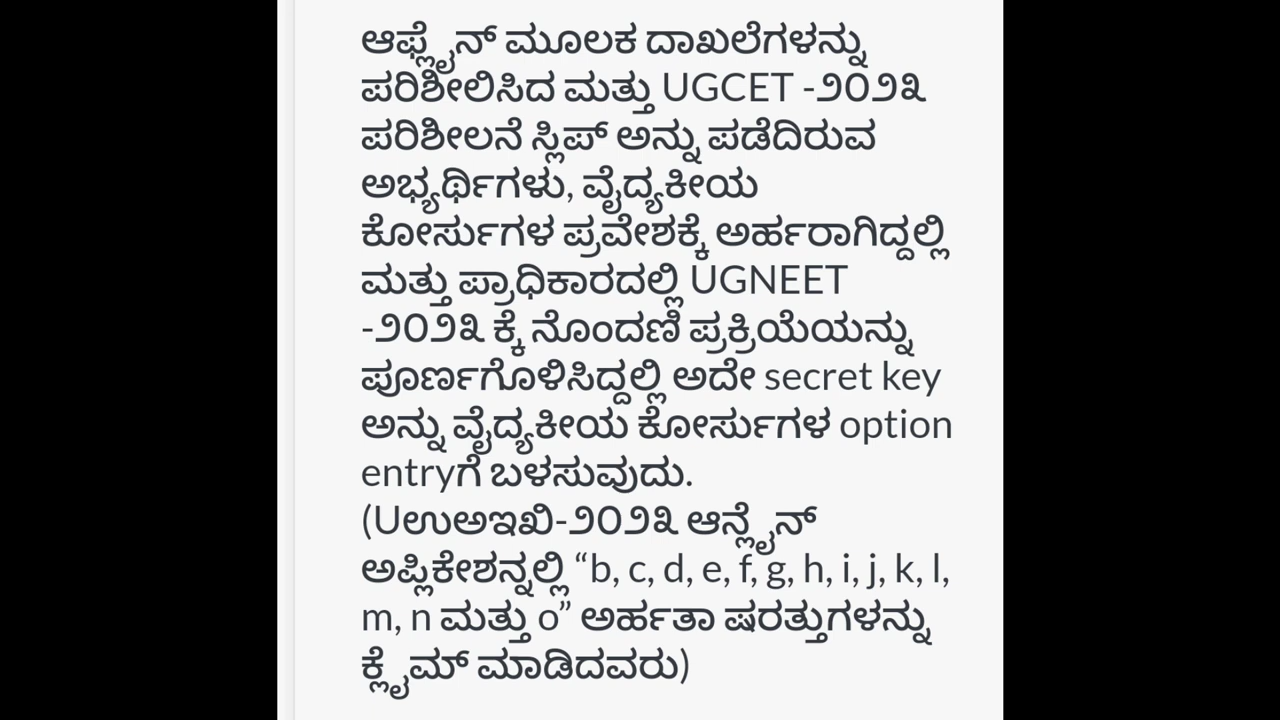 ಆಫ್ಲೈನ್ ಮೂಲಕ ದಾಖಲೆಗಳನ್ನು
ಪರಿಶೀಲಿಸಿದ ಮತ್ತು UGCET -೨೦೨೩
ಪರಿಶೀಲನೆ ಸ್ಲಿಪ್ ಅನ್ನು ಪಡೆದಿರುವ
ಅಭ್ಯರ್ಥಿಗಳು, ವೈದ್ಯಕೀಯ
ಕೋರ್ಸುಗಳ ಪ್ರವೇಶಕ್ಕೆ ಅರ್ಹರಾಗಿದ್ದಲ್ಲಿ
ಮತ್ತು ಪ್ರಾಧಿಕಾರದಲ್ಲಿ UGNEET
-೨೦೨೩ ಕ್ಕೆ ನೊಂದಣಿ ಪ್ರಕ್ರಿಯೆಯನ್ನು
ಪೂರ್ಣಗೊಳಿಸಿದ್ದಲ್ಲಿ ಅದೇ secret key
ಅನ್ನು ವೈದ್ಯಕೀಯ ಕೋರ್ಸುಗಳ option
entryಗೆ ಬಳಸುವುದು.
(Uಉಅಇಖಿ-೨೦೨೩ ಆನ್ಲೈನ್
ಅಪ್ಲಿಕೇಶನ್ನಲ್ಲಿ “b, c, d, e, f, g, h, i, j, k, l,
m, n ಮತ್ತು o” ಅರ್ಹತಾ ಷರತ್ತುಗಳನ್ನು
ಕ್ಲೈಮ್ ಮಾಡಿದವರು)